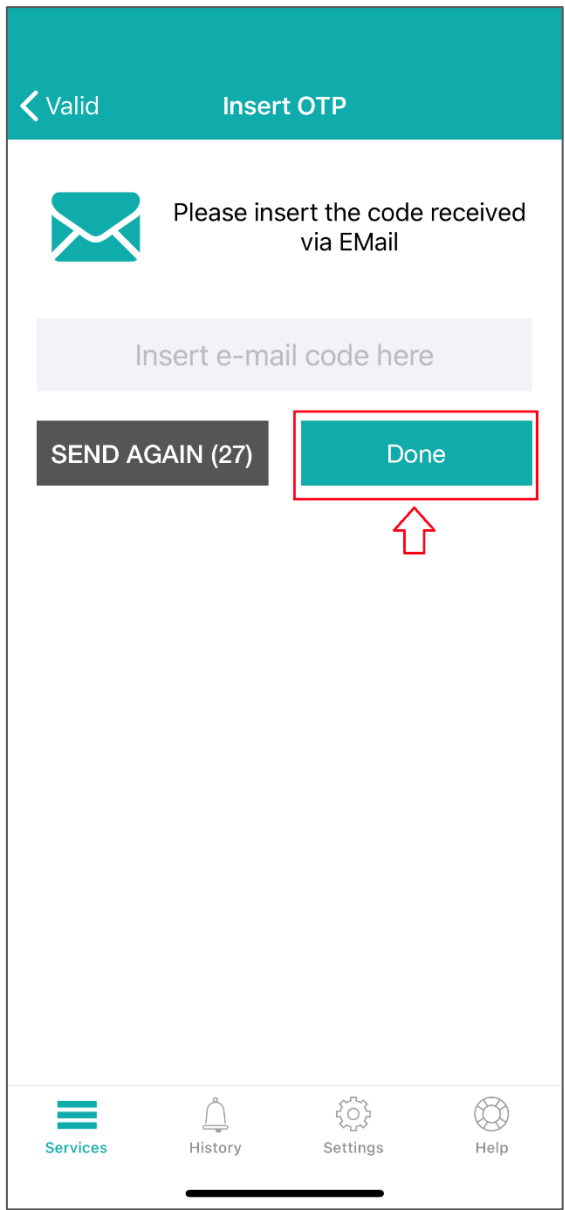 Valid
Insert OTP
Please insert the code received
via EMail
Insert e-mail code here
SEND AGAIN (27)
Done
Services
History
Settings
Help